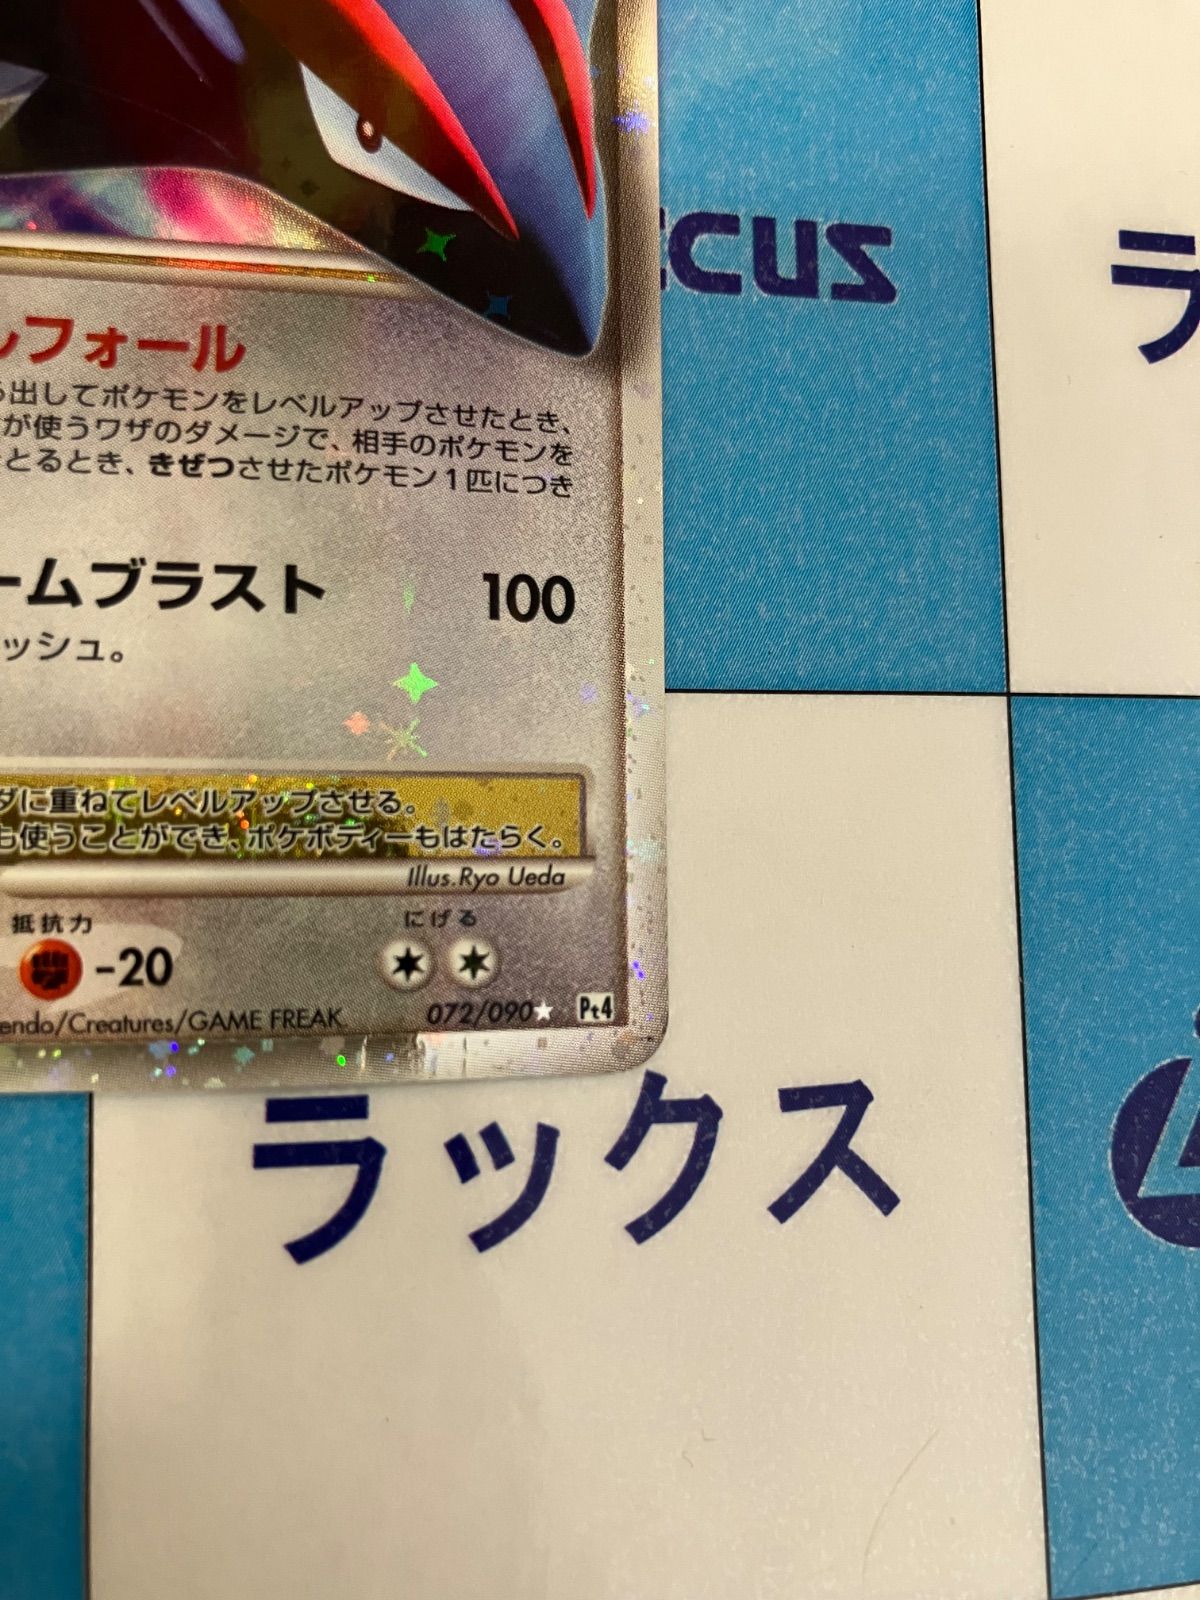 cus
ラ
ルフォール
ら出してポケモンをレベルアップさせたとき、
が使うワザのダメージで、相手のポケモンを
とるとき、きぜつさせたポケモン1匹につき
ームブラスト 100
ッシュ。
ダに重ねてレベルアップさせる。
も使うことができ、ポケボディーもはたらく。
Illus.Ryo Ueda
抵抗力 にげる
-20
endo/Creatures/GAME FREAK. 072/090★ Pt4
ラックス